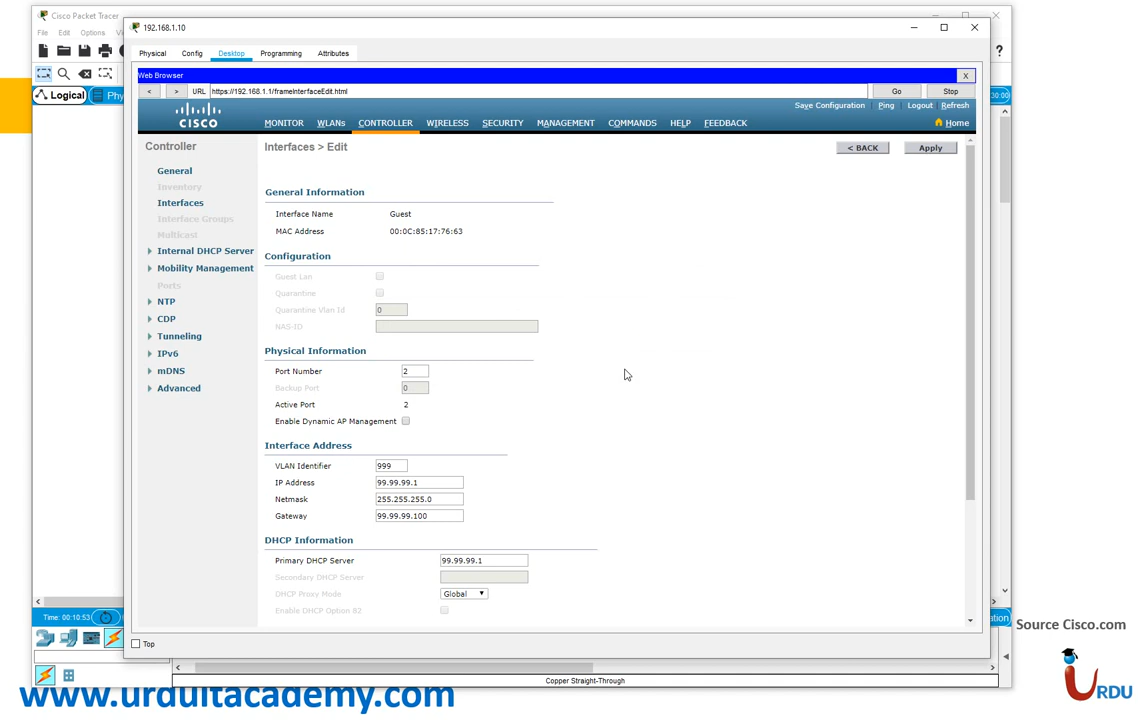 Cisco Packet Tracer
192.168.1.10
File Edit Options
Physical Config Desktop Programming Attributes
Web Browser X
< > URL https://192.168.1.1/frameInterfaceEdit.html Go Stop
Logical Phy 30:00
Save Configuration Ping Logout Refresh
CISCO
MONITOR WLANs CONTROLLER WIRELESS SECURITY MANAGEMENT COMMANDS HELP FEEDBACK Home
Controller
General
Inventory
Interfaces
Interface Groups
Multicast
Internal DHCP Server
Mobility Management
Ports
NTP
CDP
Tunneling
IPv6
mDNS
Advanced
Interfaces > Edit < BACK Apply
General Information
Interface Name Guest
MAC Address 00:0C:85:17:76:63
Configuration
Guest Lan
Quarantine
Quarantine Vlan Id 0
NAS-ID
Physical Information
Port Number 2
Backup Port 0
Active Port 2
Enable Dynamic AP Management
Interface Address
VLAN Identifier 999
IP Address 99.99.99.1
Netmask 255.255.255.0
Gateway 99.99.99.100
DHCP Information
Primary DHCP Server 99.99.99.1
Secondary DHCP Server
DHCP Proxy Mode Global
Enable DHCP Option 82
Time: 00:10:53
Top
Copper Straight-Through
Source Cisco.com
www.urduitacademy.com
URDU